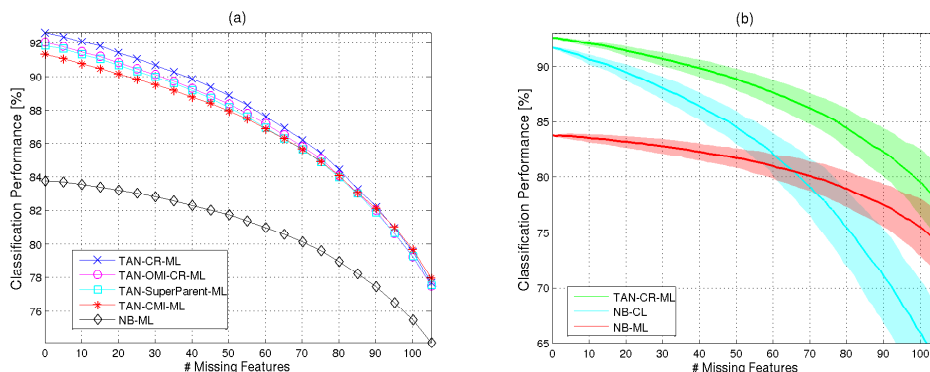 (a)
Classification Performance [%]
92
90
88
86
84
82
80
78
76
TAN-CR-ML
TAN-OMI-CR-ML
TAN-SuperParent-ML
TAN-CMI-ML
NB-ML
0 10 20 30 40 50 60 70 80 90 100
# Missing Features
(b)
Classification Performance [%]
90
85
80
75
70
65
TAN-CR-ML
NB-CL
NB-ML
0 10 20 30 40 50 60 70 80 90 100
# Missing Features